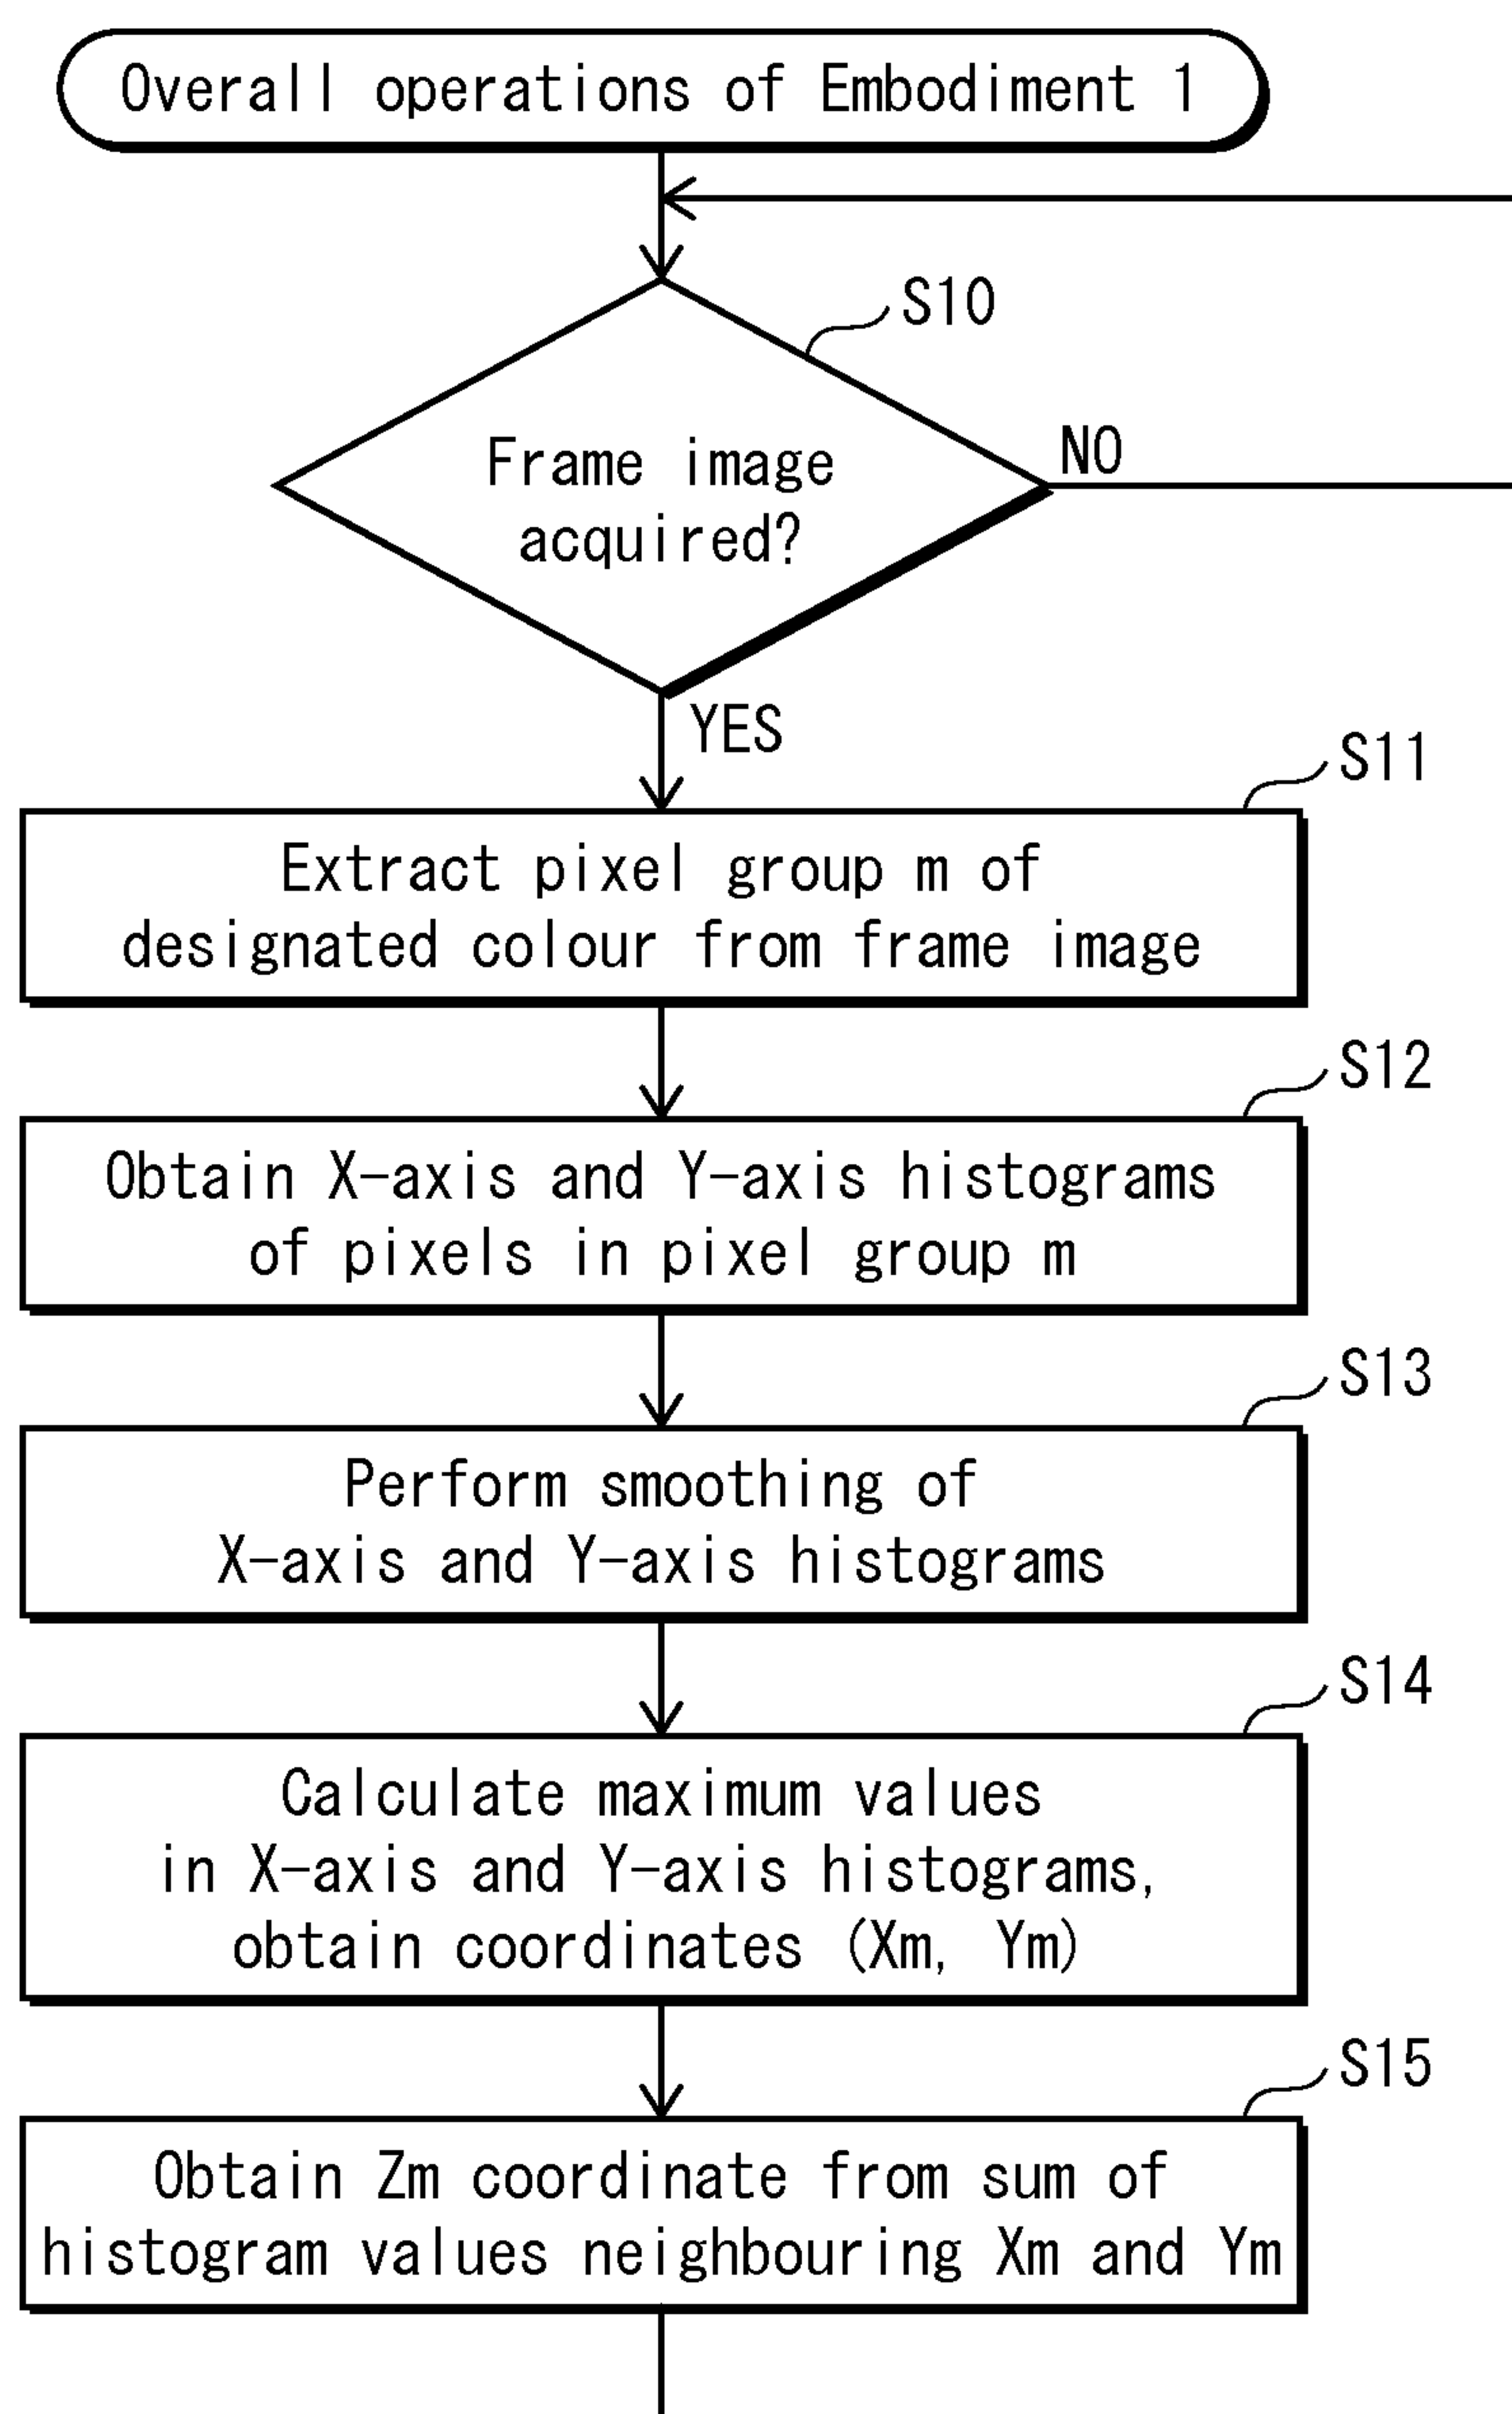 Overall operations of Embodiment 1
S10
Frame image
acquired?
NO
YES
S11
Extract pixel group m of
designated colour from frame image
S12
Obtain X-axis and Y-axis histograms
of pixels in pixel group m
S13
Perform smoothing of
X-axis and Y-axis histograms
S14
Calculate maximum values
in X-axis and Y-axis histograms,
obtain coordinates (Xm, Ym)
S15
Obtain Zm coordinate from sum of
histogram values neighbouring Xm and Ym